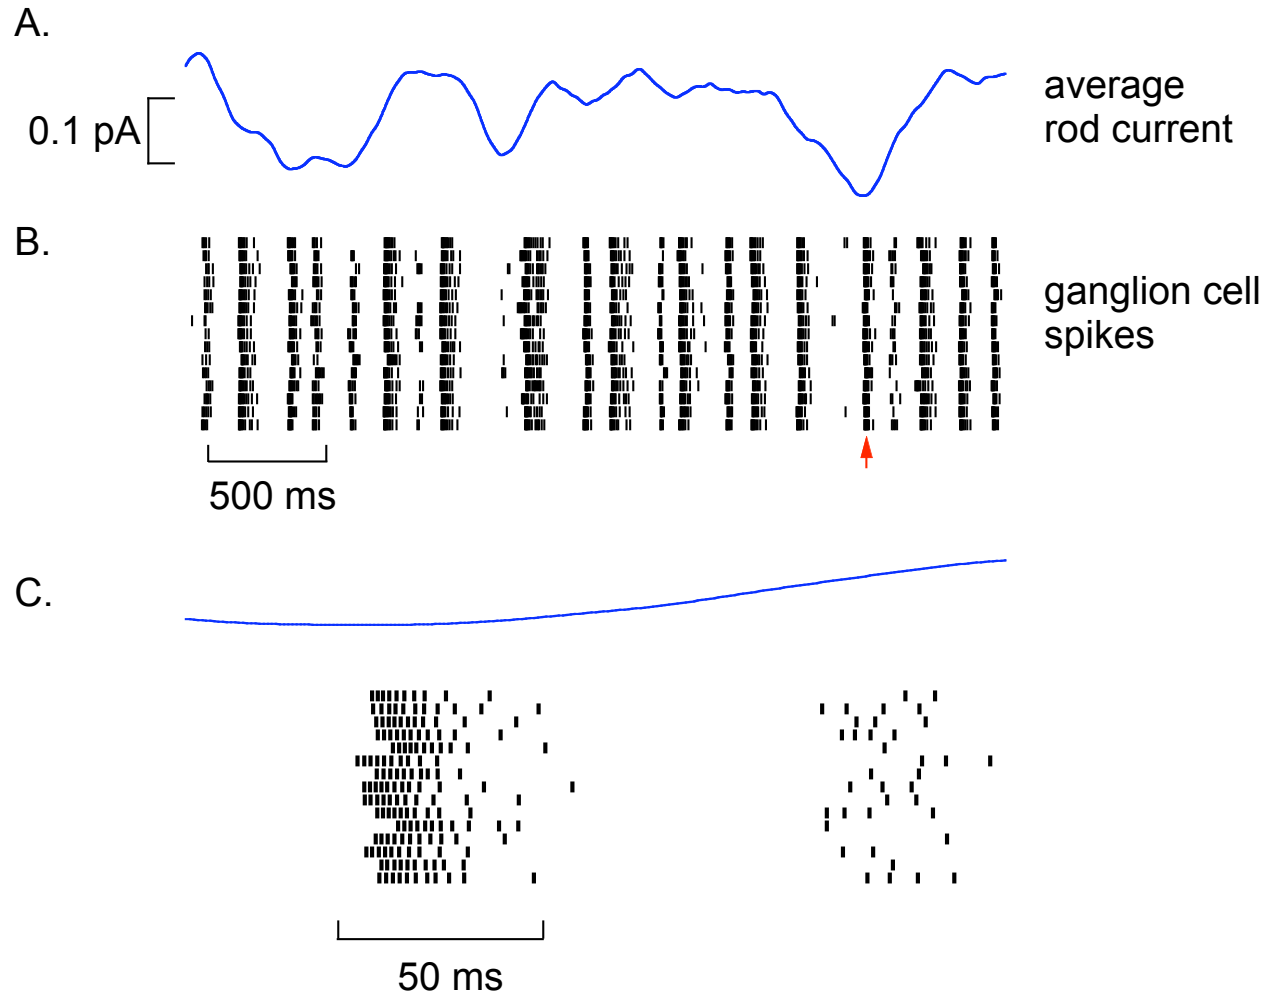 A.
0.1 pA
average
rod current
B.
ganglion cell
spikes
500 ms
C.
50 ms